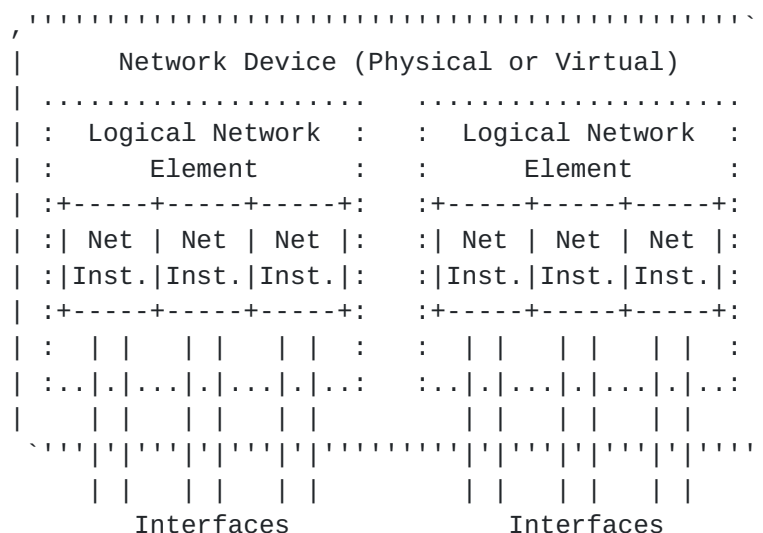 Network Device (Physical or Virtual)
Logical Network Logical Network
Element Element
Net Net Net Net Net Net
Inst. Inst. Inst. Inst. Inst. Inst.
Interfaces Interfaces